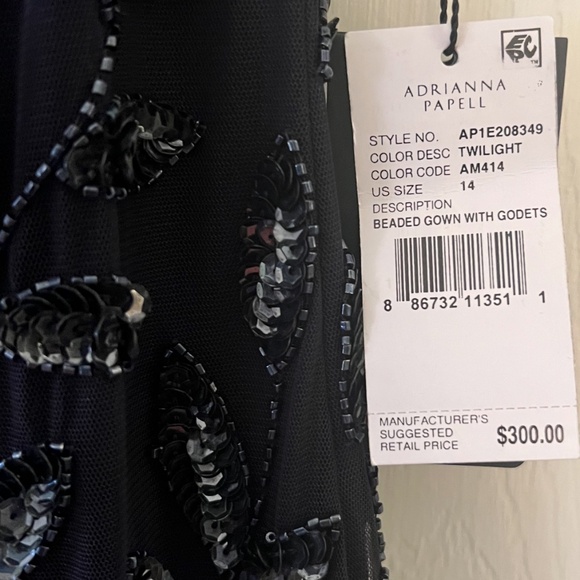 EPC™
ADRIANNA
PAPELL
STYLE NO. AP1E208349
COLOR DESC TWILIGHT
COLOR CODE AM414
US SIZE 14
DESCRIPTION
BEADED GOWN WITH GODETS
8 86732 11351 1
MANUFACTURER'S
SUGGESTED
RETAIL PRICE $300.00